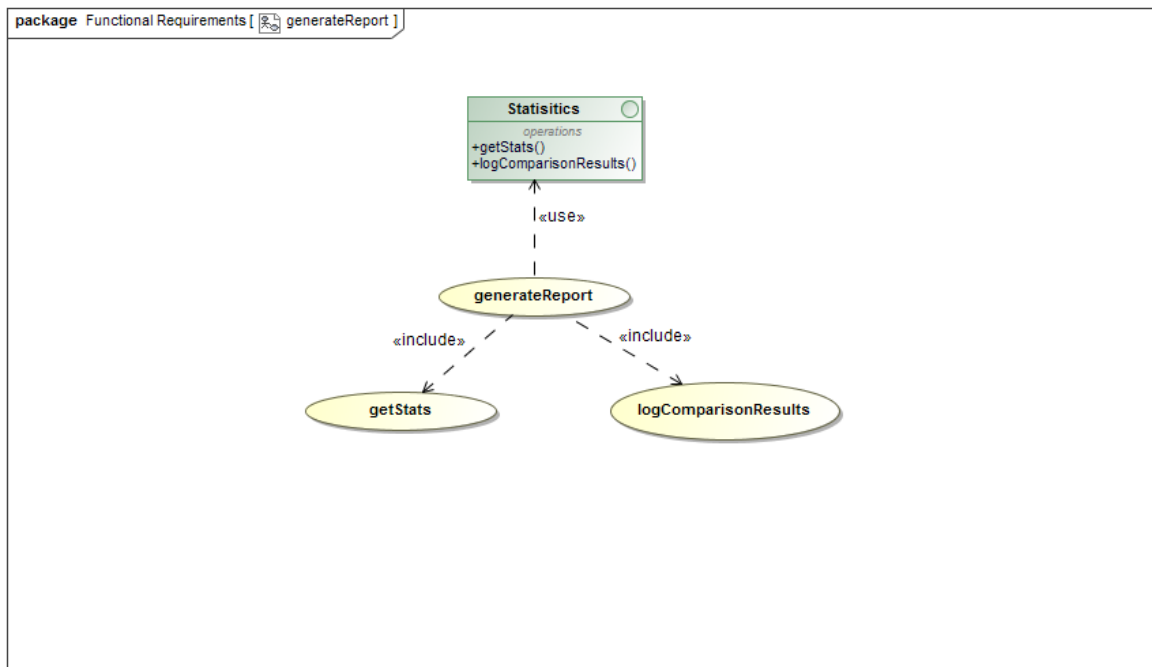 package Functional Requirements [ generateReport ]
Statisitics
operations
+getStats()
+logComparisonResults()
«use»
generateReport
«include»
«include»
getStats
logComparisonResults